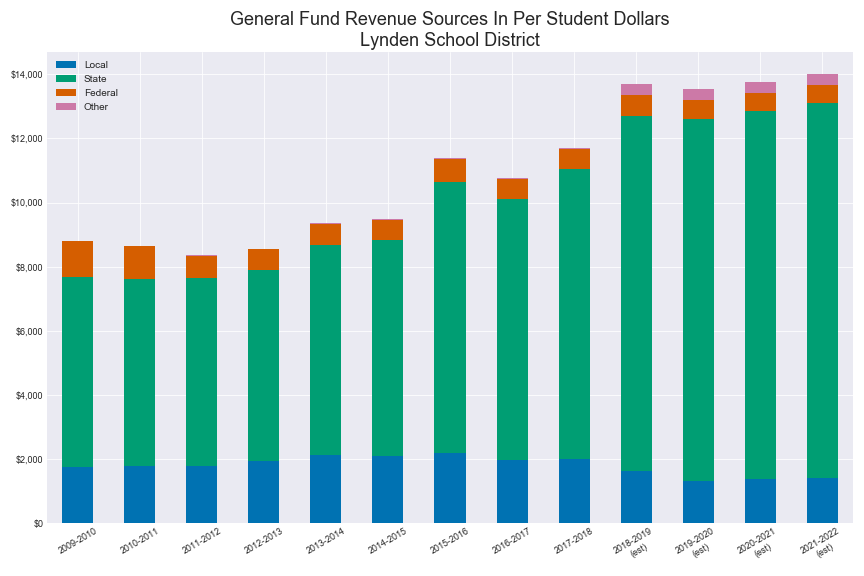 General Fund Revenue Sources In Per Student Dollars
Lynden School District
Local
State
Federal
Other
$14,000
$12,000
$10,000
$8,000
$6,000
$4,000
$2,000
$0
2009-2010
2010-2011
2011-2012
2012-2013
2013-2014
2014-2015
2015-2016
2016-2017
2017-2018
2018-2019
(est)
2019-2020
(est)
2020-2021
(est)
2021-2022
(est)